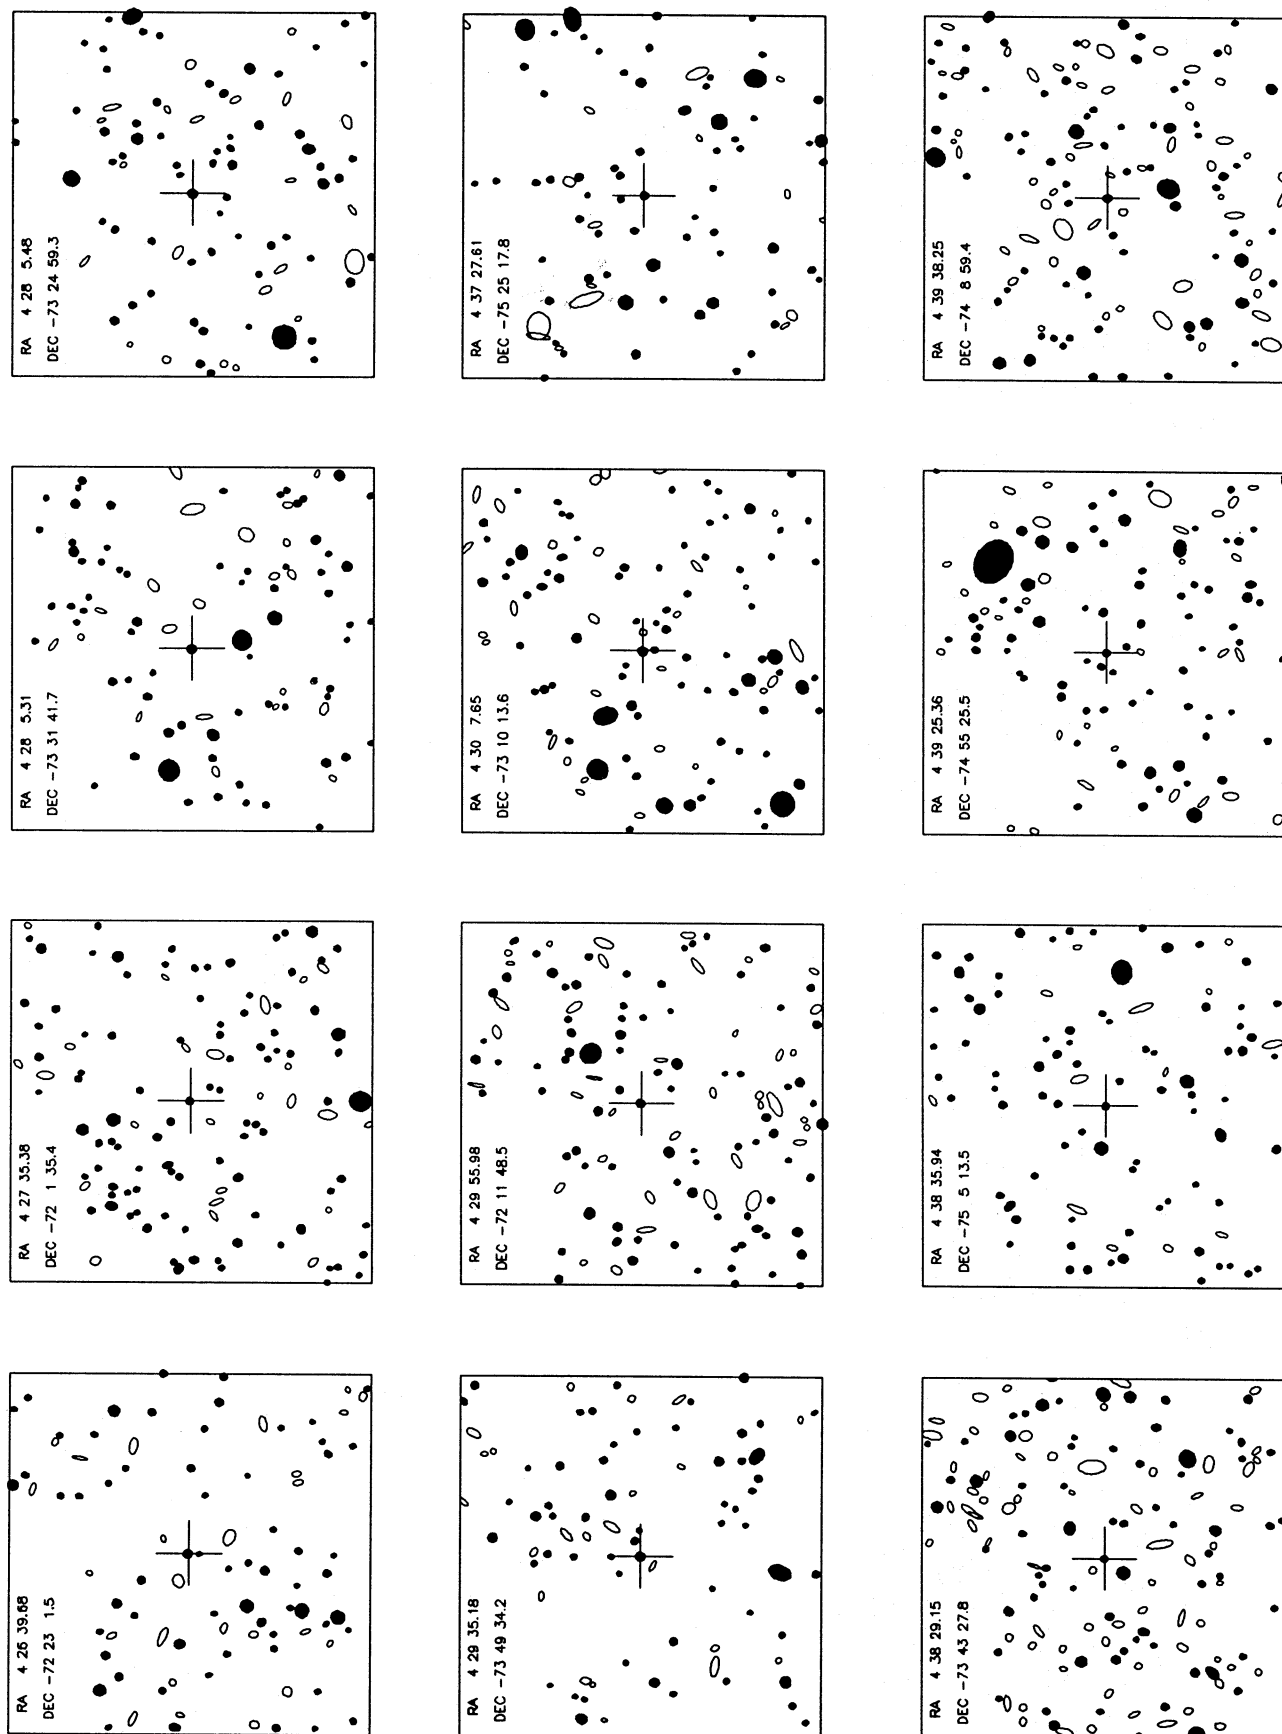 RA 4 28 5.48
DEC -73 24 59.3
RA 4 37 27.61
DEC -75 25 17.8
RA 4 39 38.25
DEC -74 8 59.4
RA 4 28 5.31
DEC -73 31 41.7
RA 4 30 7.65
DEC -73 10 13.6
RA 4 39 25.36
DEC -74 55 25.5
RA 4 27 35.38
DEC -72 1 35.4
RA 4 29 55.98
DEC -72 11 48.5
RA 4 38 35.94
DEC -75 5 13.5
RA 4 26 39.68
DEC -72 23 1.5
RA 4 29 35.18
DEC -73 49 34.2
RA 4 38 29.15
DEC -73 43 27.8